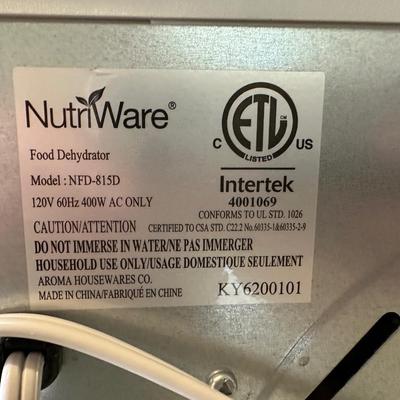 NutriWare®
Food Dehydrator
Model : NFD-815D
120V 60Hz 400W AC ONLY
ETL CM
C US
LISTED
Intertek
4001069
CONFORMS TO UL STD. 1026
CAUTION/ATTENTION CERTIFIED TO CSA STD. C22.2 No.60335-1&60335-2-9
DO NOT IMMERSE IN WATER/NE PAS IMMERGER
HOUSEHOLD USE ONLY/USAGE DOMESTIQUE SEULEMENT
AROMA HOUSEWARES CO.
MADE IN CHINA/FABRIQUÉ EN CHINE
KY6200101